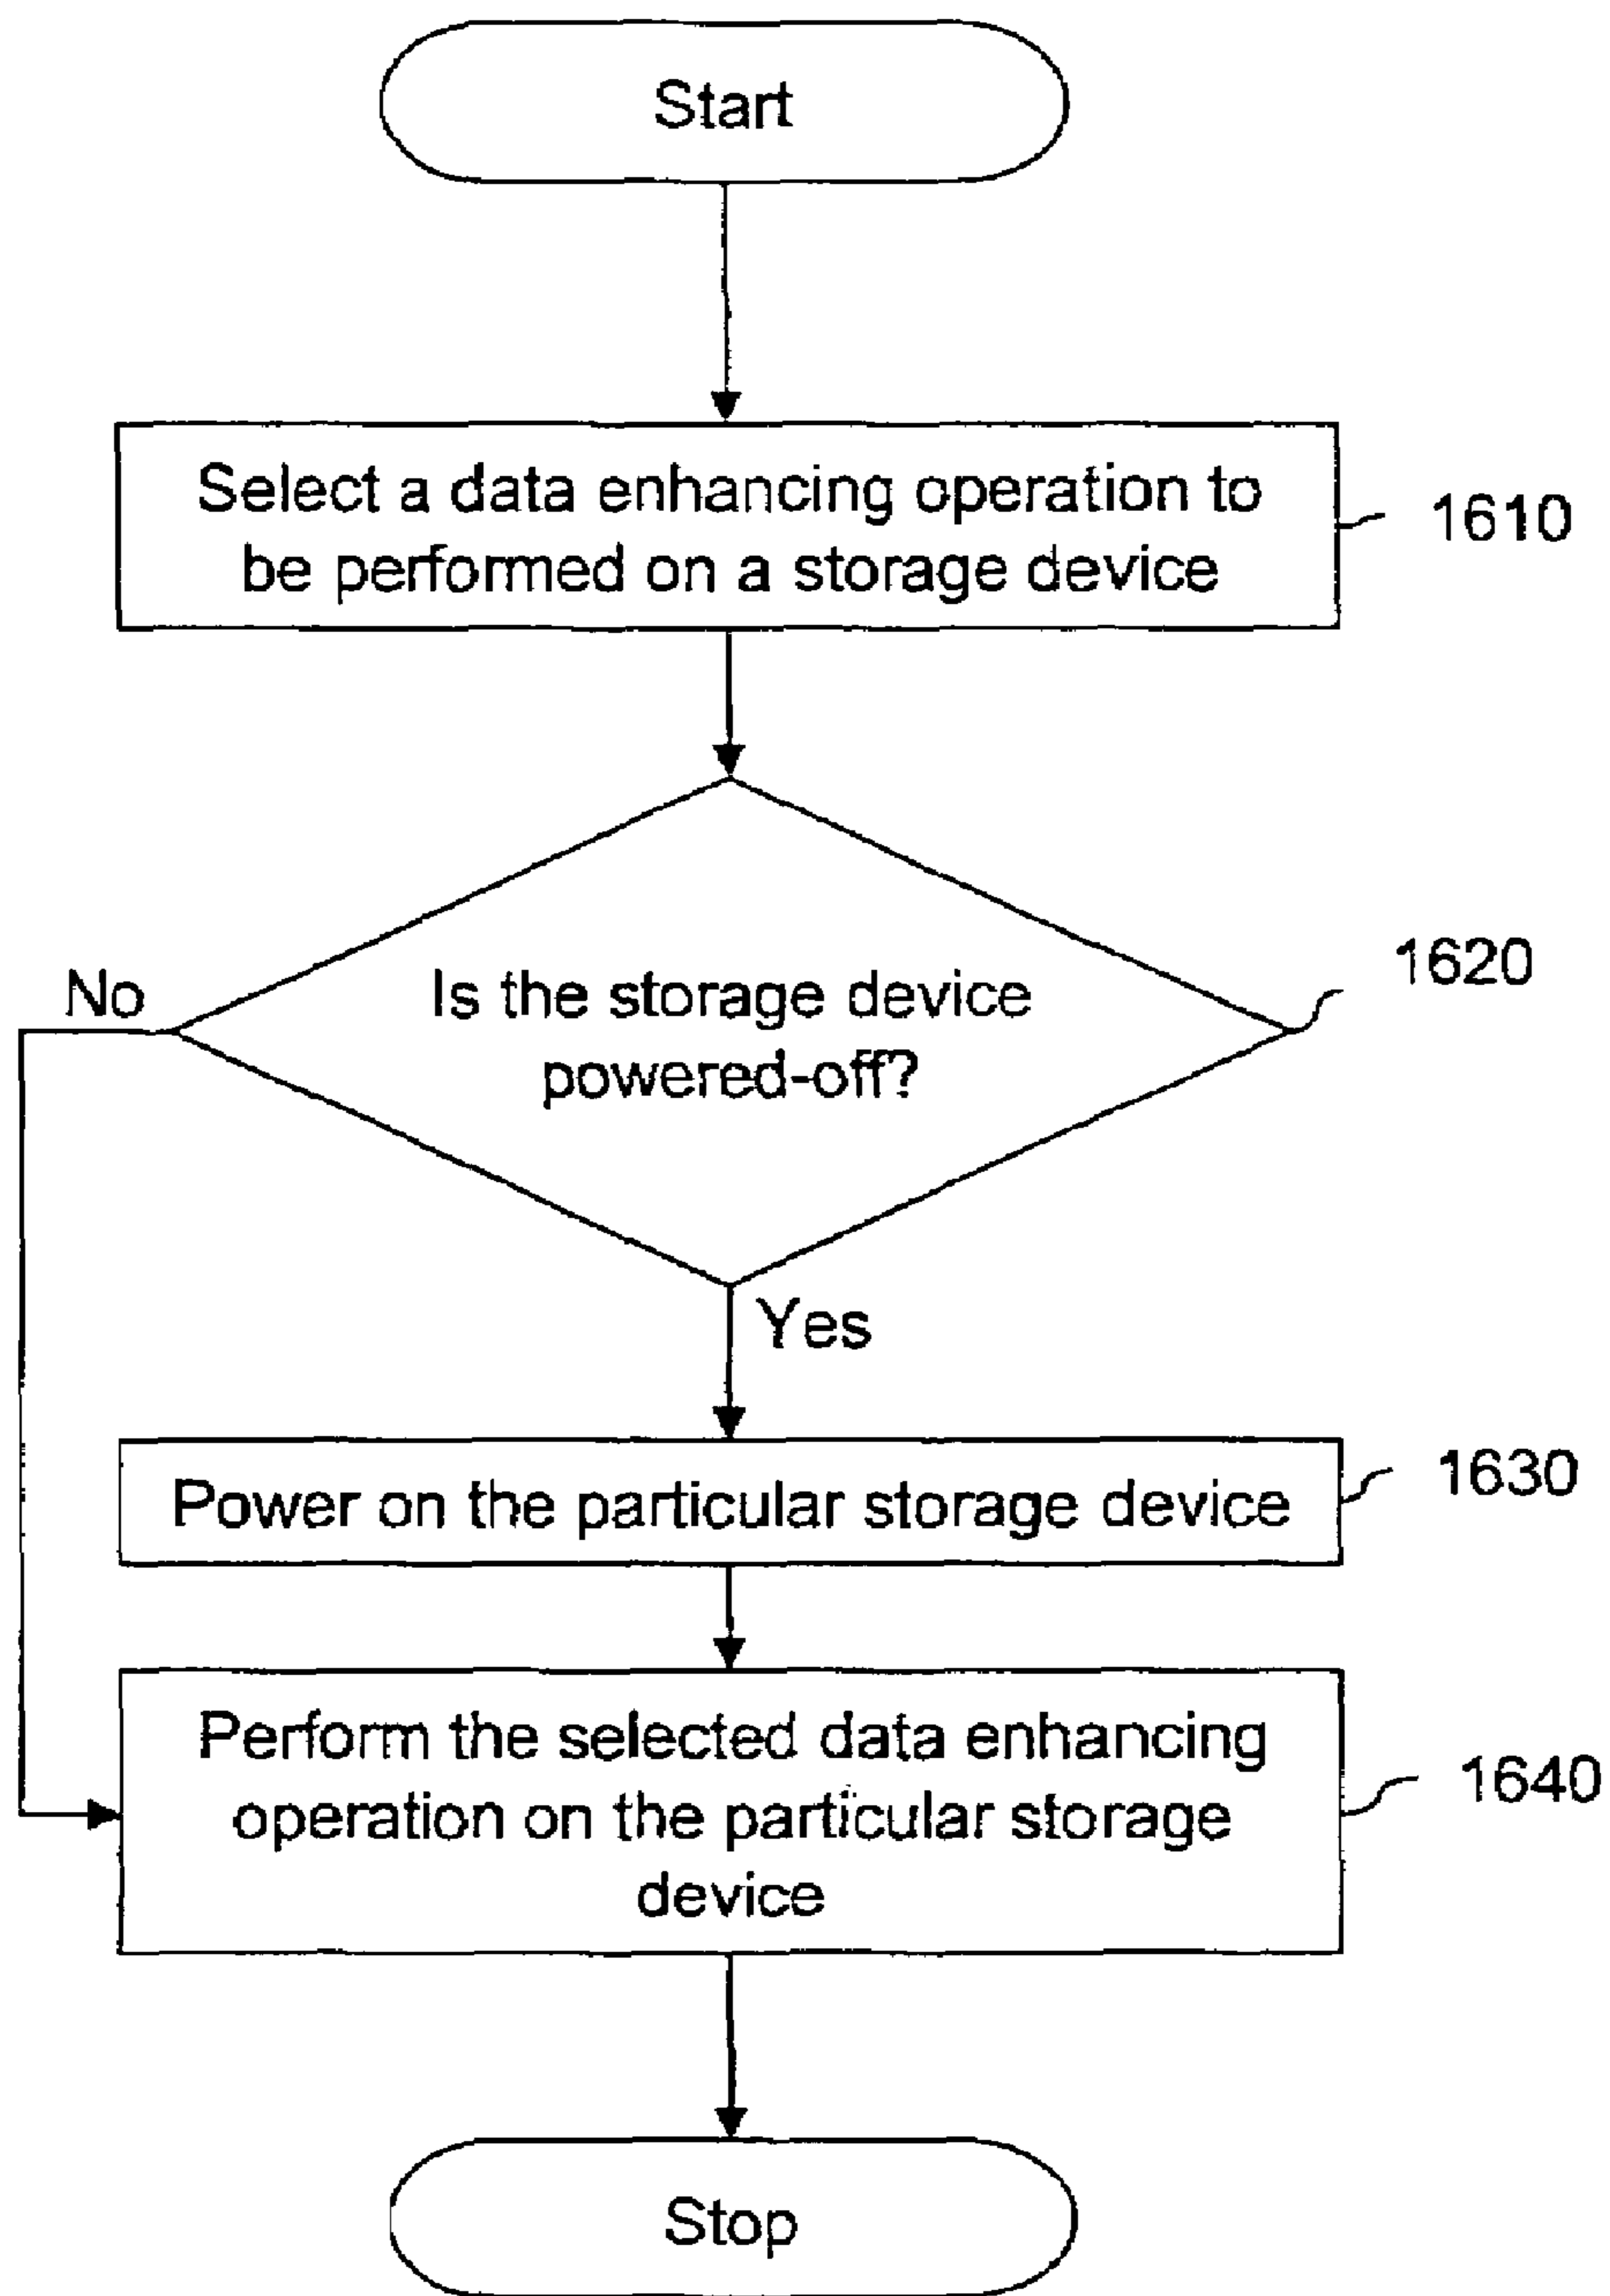 Start
Select a data enhancing operation to
be performed on a storage device
1610
1620
No
Is the storage device
powered-off?
Yes
Power on the particular storage device
1630
Perform the selected data enhancing
operation on the particular storage
device
1640
Stop